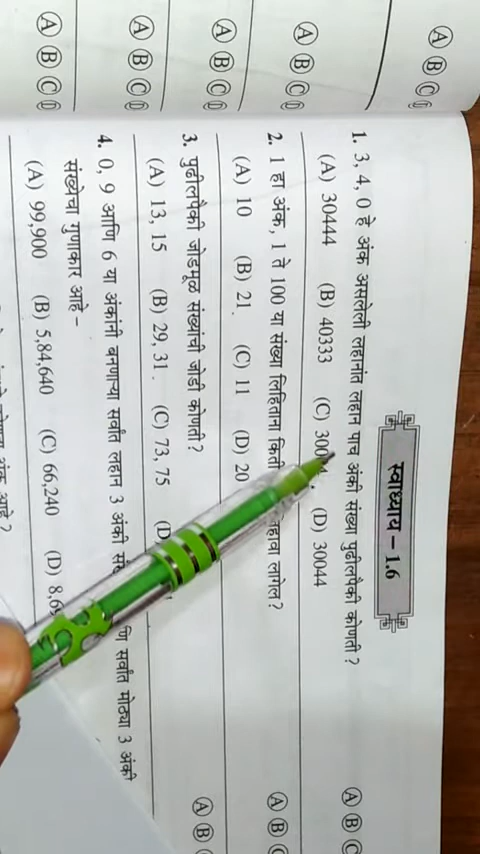 Ⓐ Ⓑ Ⓒ Ⓓ
Ⓐ Ⓑ Ⓒ Ⓓ
Ⓐ Ⓑ Ⓒ Ⓓ
Ⓐ Ⓑ Ⓒ Ⓓ
Ⓐ Ⓑ Ⓒ Ⓓ
स्वाध्याय – 1.6
1. 3, 4, 0 हे अंक असलेली लहानांत लहान पाच अंकी संख्या पुढीलपैकी कोणती ?
(A) 30444 (B) 40333 (C) (D) 30044
Ⓐ Ⓑ Ⓒ
2. 1 हा अंक, 1 ते 100 या संख्या लिहिताना लागेल ?
(A) 10 (B) 21 (C) 11 (D) 20
Ⓐ Ⓑ Ⓒ
3. पुढीलपैकी जोडमूळ संख्यांची जोडी कोणती ?
(A) 13, 15 (B) 29, 31 (C) 73, 75
Ⓐ Ⓑ
4. 0, 9 आणि 6 या अंकांनी बनणाऱ्या सर्वांत लहान 3 अंकी सर्वांत मोठ्या 3 अंकी
संख्येचा गुणाकार आहे –
(A) 99,900 (B) 5,84,640 (C) 66,240 (D)